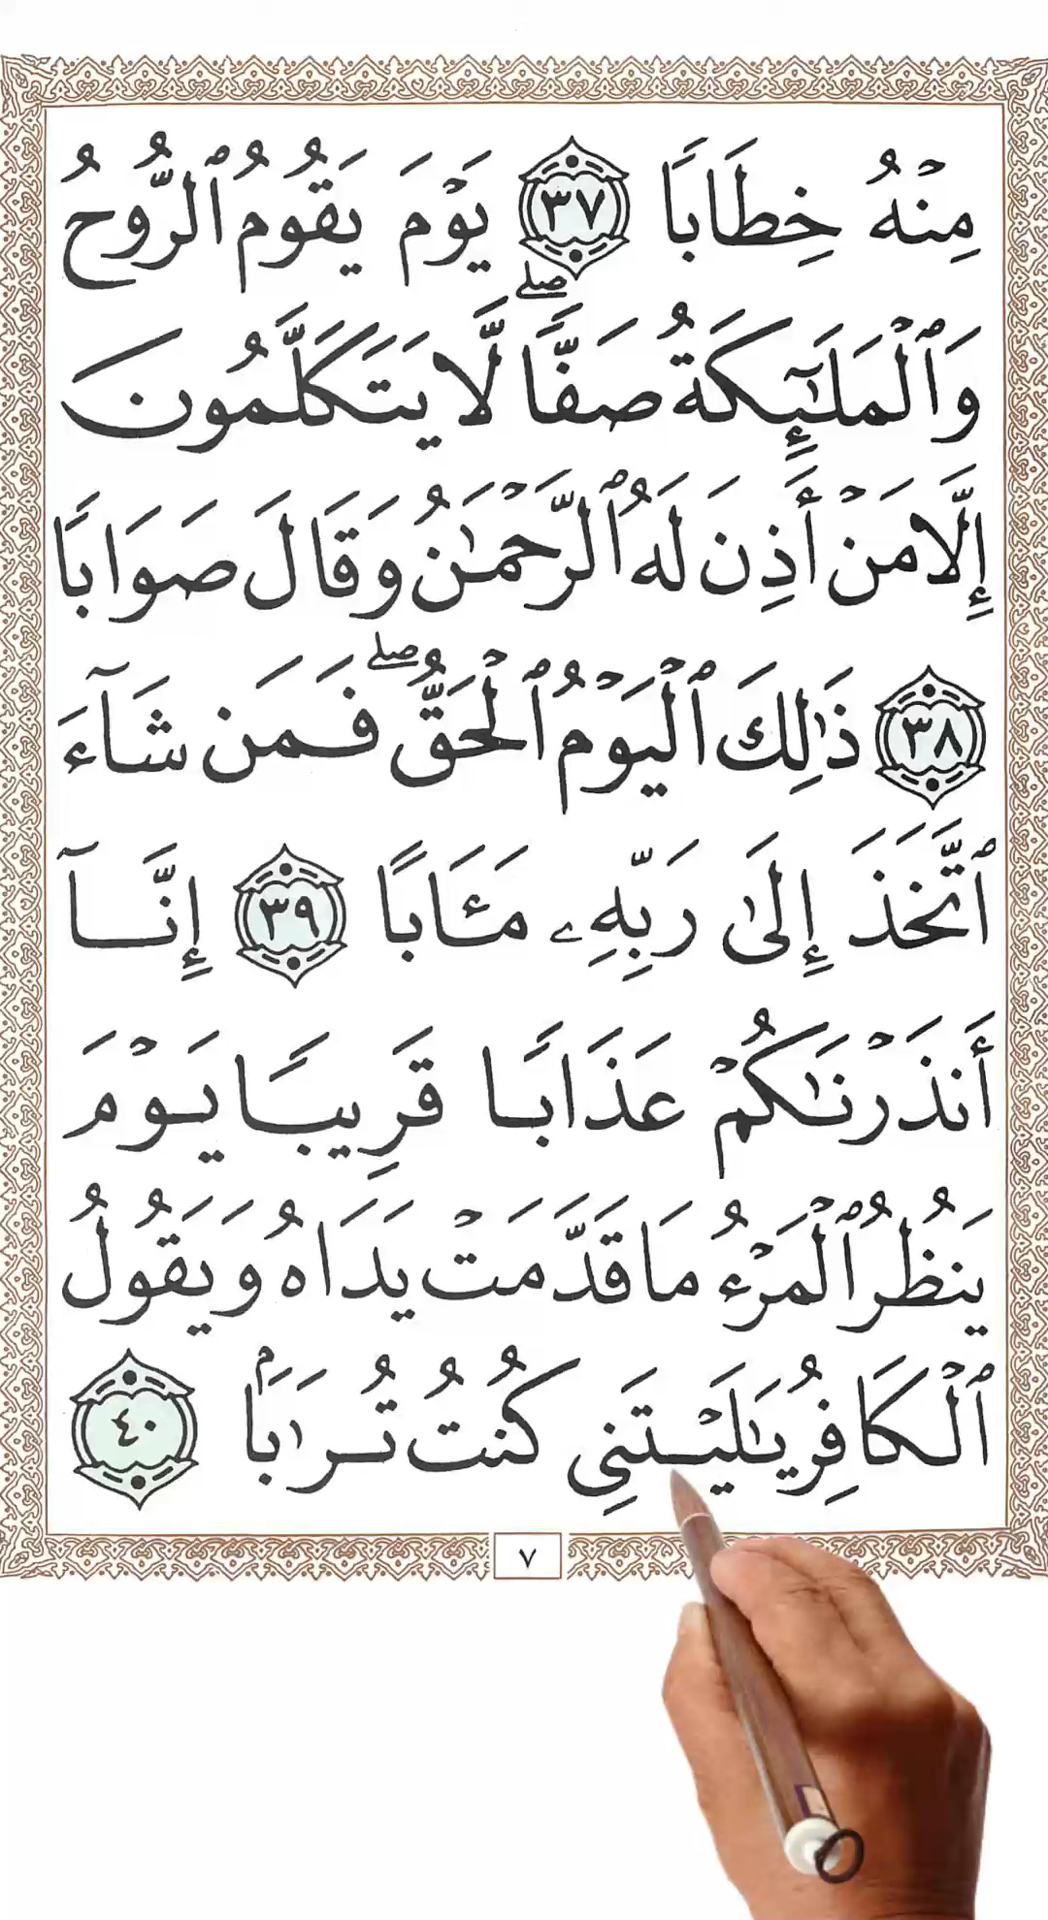 مِنۡهُ خِطَابٗا ٣٧ يَوۡمَ يَقُومُ ٱلرُّوحُ
وَٱلۡمَلَٰٓئِكَةُ صَفّٗاۖ لَّا يَتَكَلَّمُونَ
إِلَّا مَنۡ أَذِنَ لَهُ ٱلرَّحۡمَٰنُ وَقَالَ صَوَابٗا
٣٨ ذَٰلِكَ ٱلۡيَوۡمُ ٱلۡحَقُّۖ فَمَن شَآءَ
ٱتَّخَذَ إِلَىٰ رَبِّهِۦ مَـَٔابًا ٣٩ إِنَّآ
أَنذَرۡنَٰكُمۡ عَذَابٗا قَرِيبٗا يَوۡمَ
يَنظُرُ ٱلۡمَرۡءُ مَا قَدَّمَتۡ يَدَاهُ وَيَقُولُ
ٱلۡكَافِرُ يَٰلَيۡتَنِي كُنتُ تُرَٰبَۢا ٤٠
٧